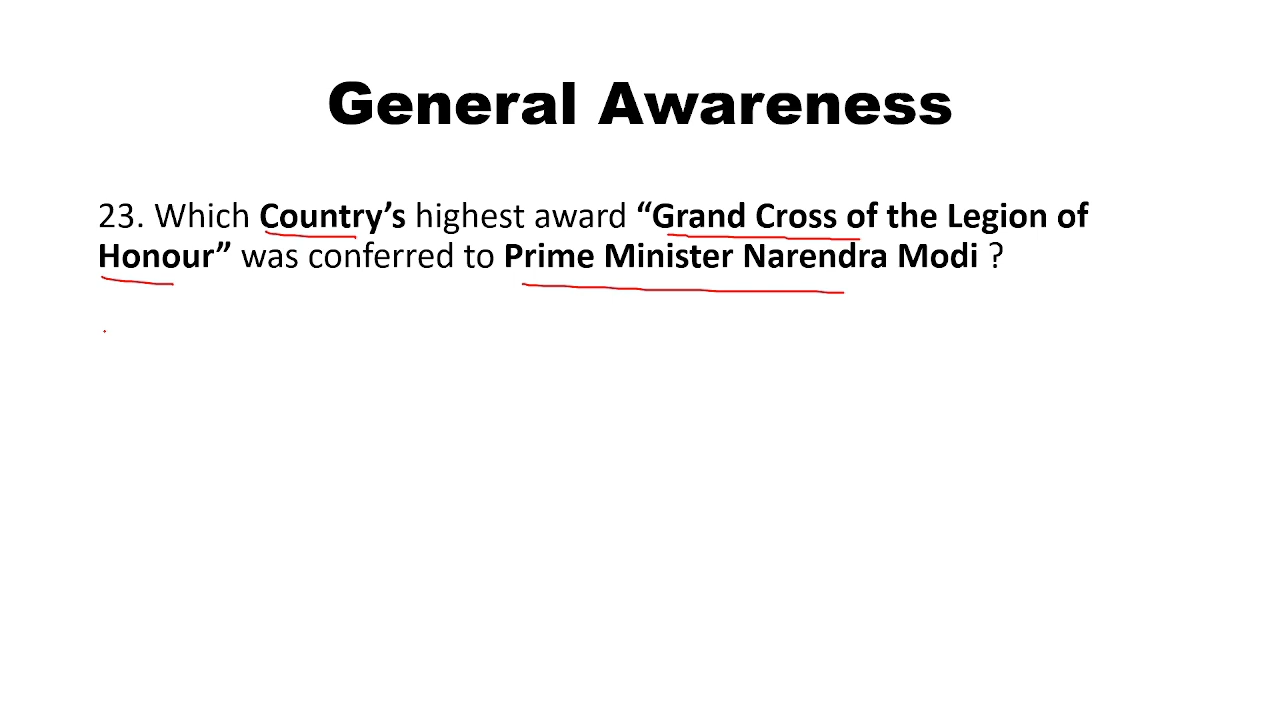 General Awareness
23. Which Country’s highest award “Grand Cross of the Legion of
Honour” was conferred to Prime Minister Narendra Modi ?